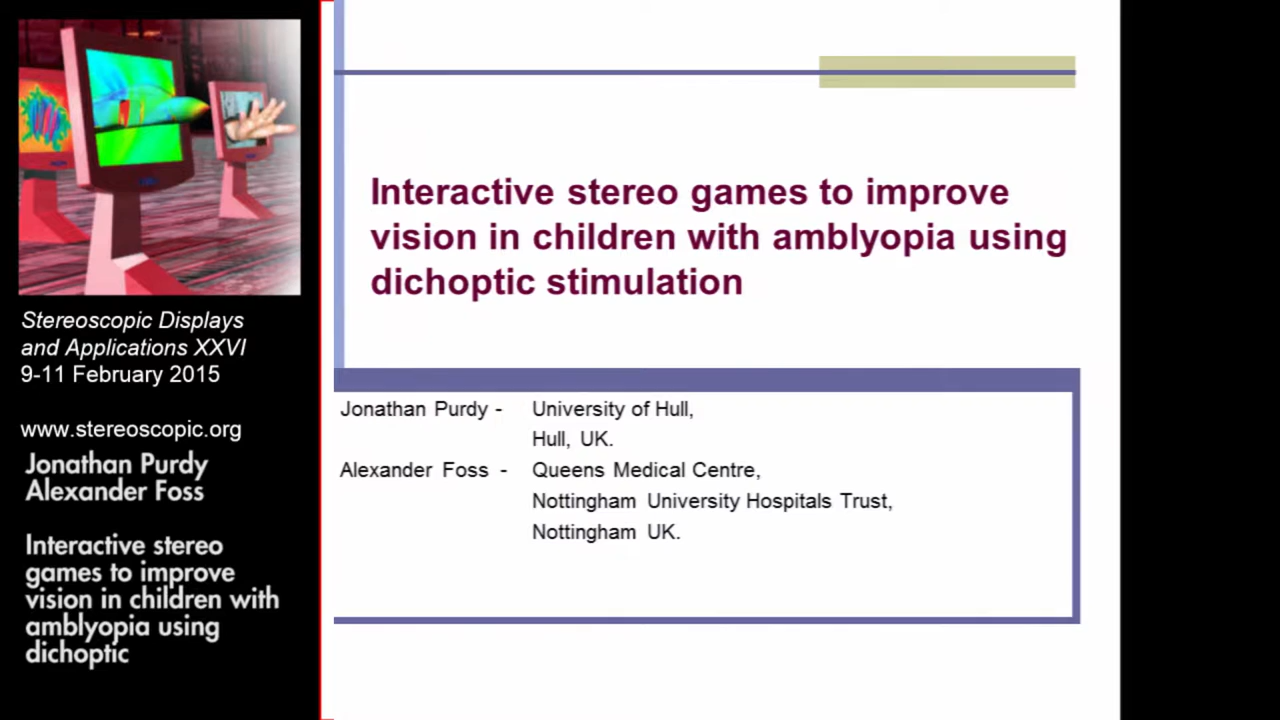 Stereoscopic Displays
and Applications XXVI
9-11 February 2015
www.stereoscopic.org
Jonathan Purdy
Alexander Foss
Interactive stereo
games to improve
vision in children with
amblyopia using
dichoptic
Interactive stereo games to improve
vision in children with amblyopia using
dichoptic stimulation
Jonathan Purdy - University of Hull,
Hull, UK.
Alexander Foss - Queens Medical Centre,
Nottingham University Hospitals Trust,
Nottingham UK.